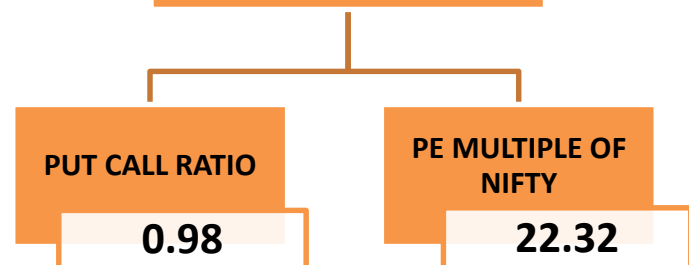 PUT CALL RATIO
0.98
PE MULTIPLE OF
NIFTY
22.32